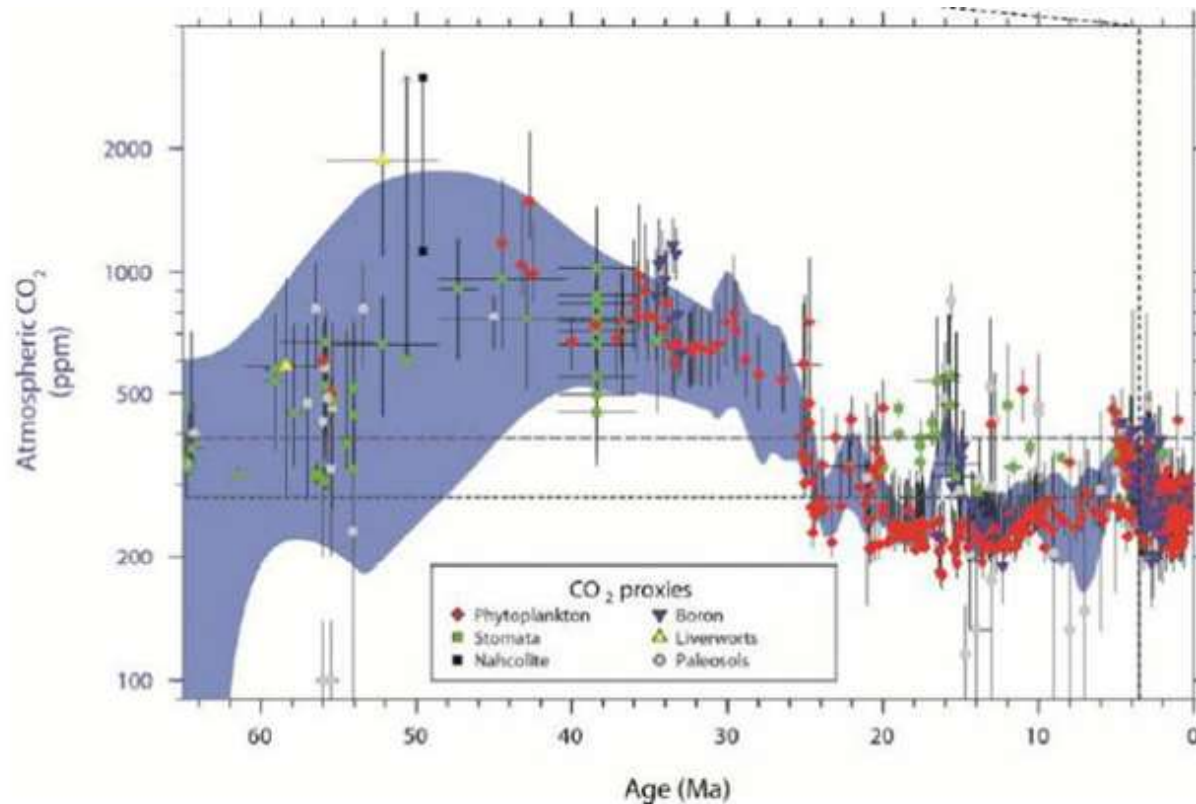 2000
1000
500
200
100
Atmospheric CO2
(ppm)
CO2 proxies
Phytoplankton
Boron
Stomata
Liverworts
Nahcolite
Paleosols
60
50
40
30
20
10
0
Age (Ma)